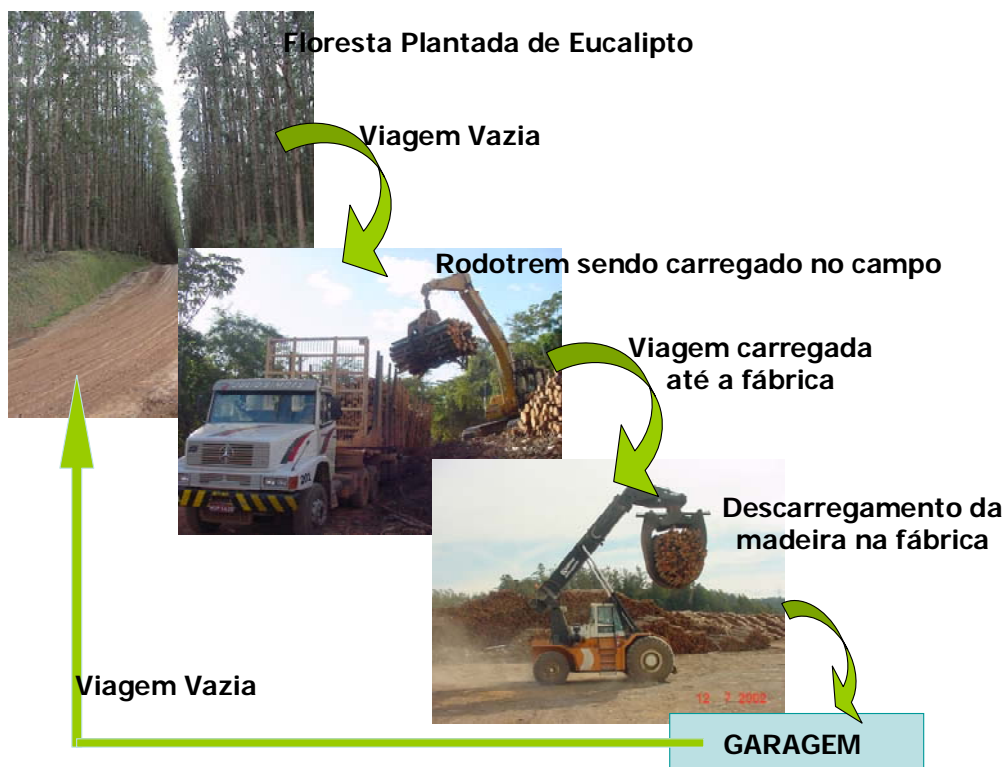 Floresta Plantada de Eucalipto
Viagem Vazia
Rodotrem sendo carregado no campo
Viagem carregada
até a fábrica
Descarregamento da
madeira na fábrica
12 7 2002
Viagem Vazia
GARAGEM